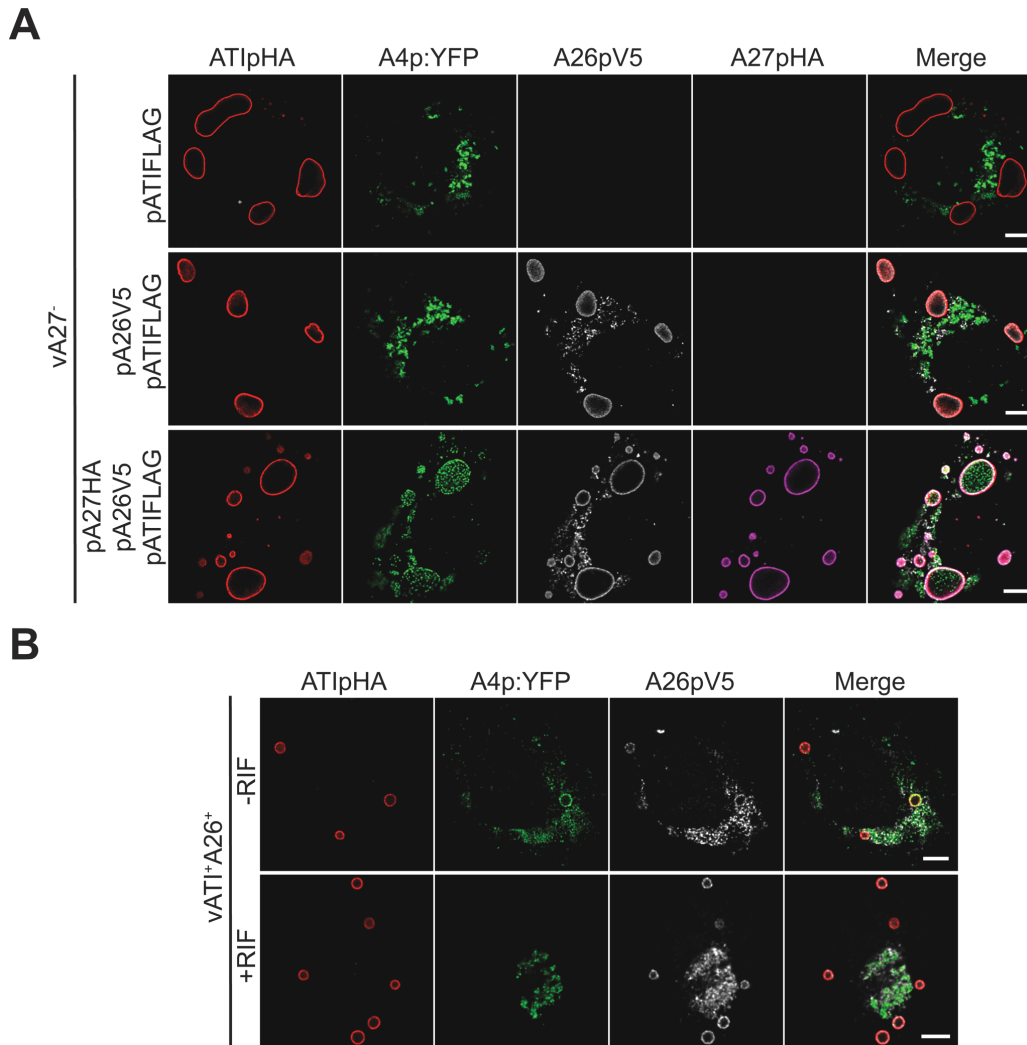 A
ATIpHA A4p:YFP A26pV5 A27pHA Merge
vA27-
pATIFLAG
pA26V5
pATIFLAG
pA27HA
pA26V5
pATIFLAG
B
ATIpHA A4p:YFP A26pV5 Merge
vATI+A26+
-RIF
+RIF